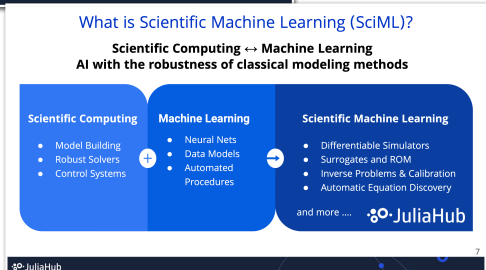 What is Scientific Machine Learning (SciML)?
Scientific Computing ↔ Machine Learning
AI with the robustness of classical modeling methods
Scientific Computing
● Model Building
● Robust Solvers
● Control Systems
+
Machine Learning
● Neural Nets
● Data Models
● Automated
Procedures
→
Scientific Machine Learning
● Differentiable Simulators
● Surrogates and ROM
● Inverse Problems & Calibration
● Automatic Equation Discovery
and more ....
JuliaHub
7
JuliaHub